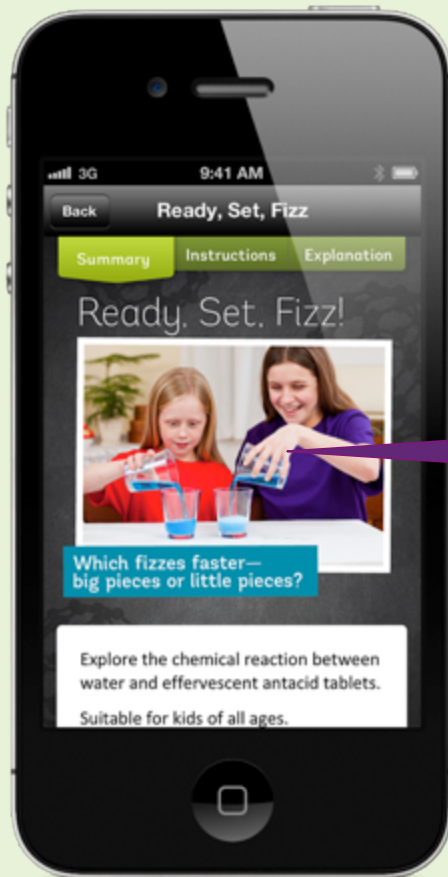 3G 9:41 AM
Back Ready, Set, Fizz
Summary Instructions Explanation
Ready, Set, Fizz!
Which fizzes faster—
big pieces or little pieces?
Explore the chemical reaction between
water and effervescent antacid tablets.
Suitable for kids of all ages.